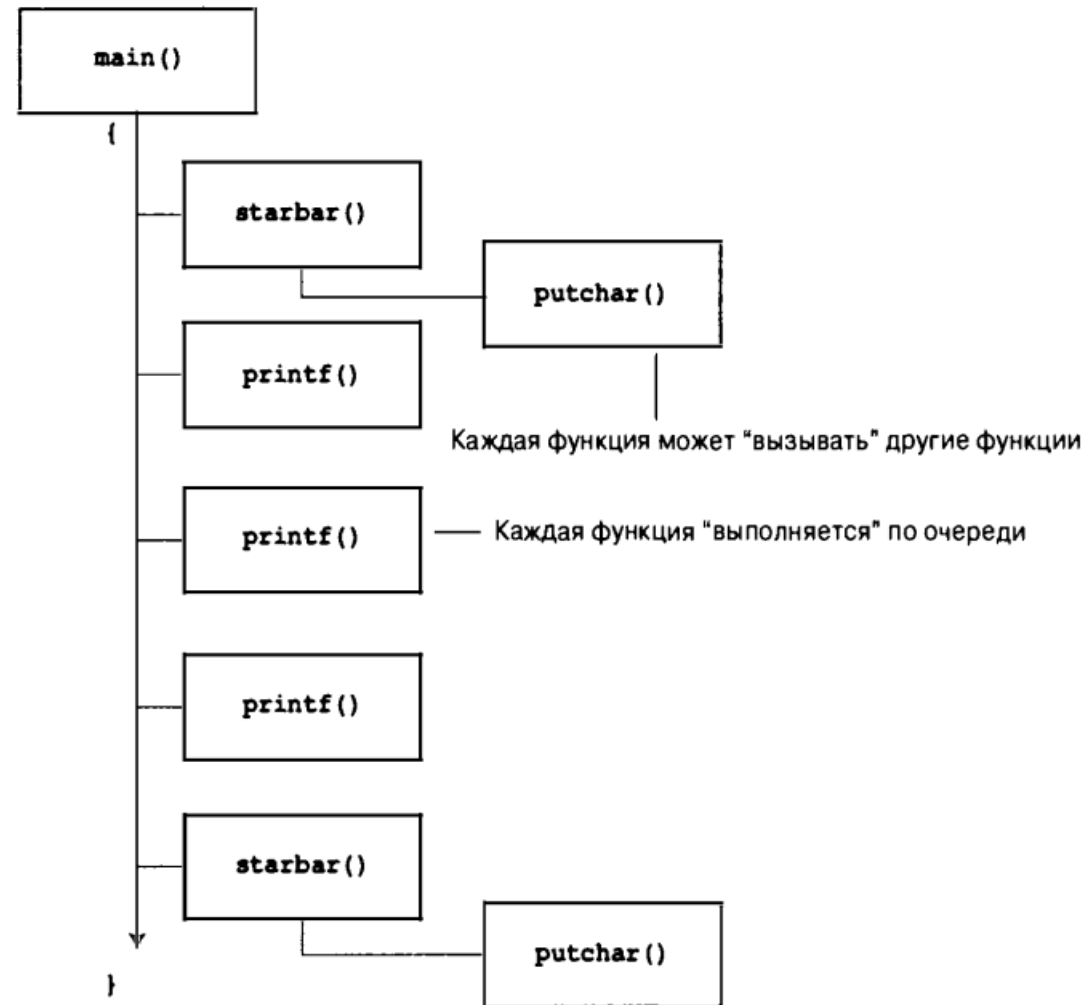 main()
{
starbar()
putchar()
printf()
Каждая функция может "вызывать" другие функции
printf()
Каждая функция "выполняется" по очереди
printf()
starbar()
putchar()
}